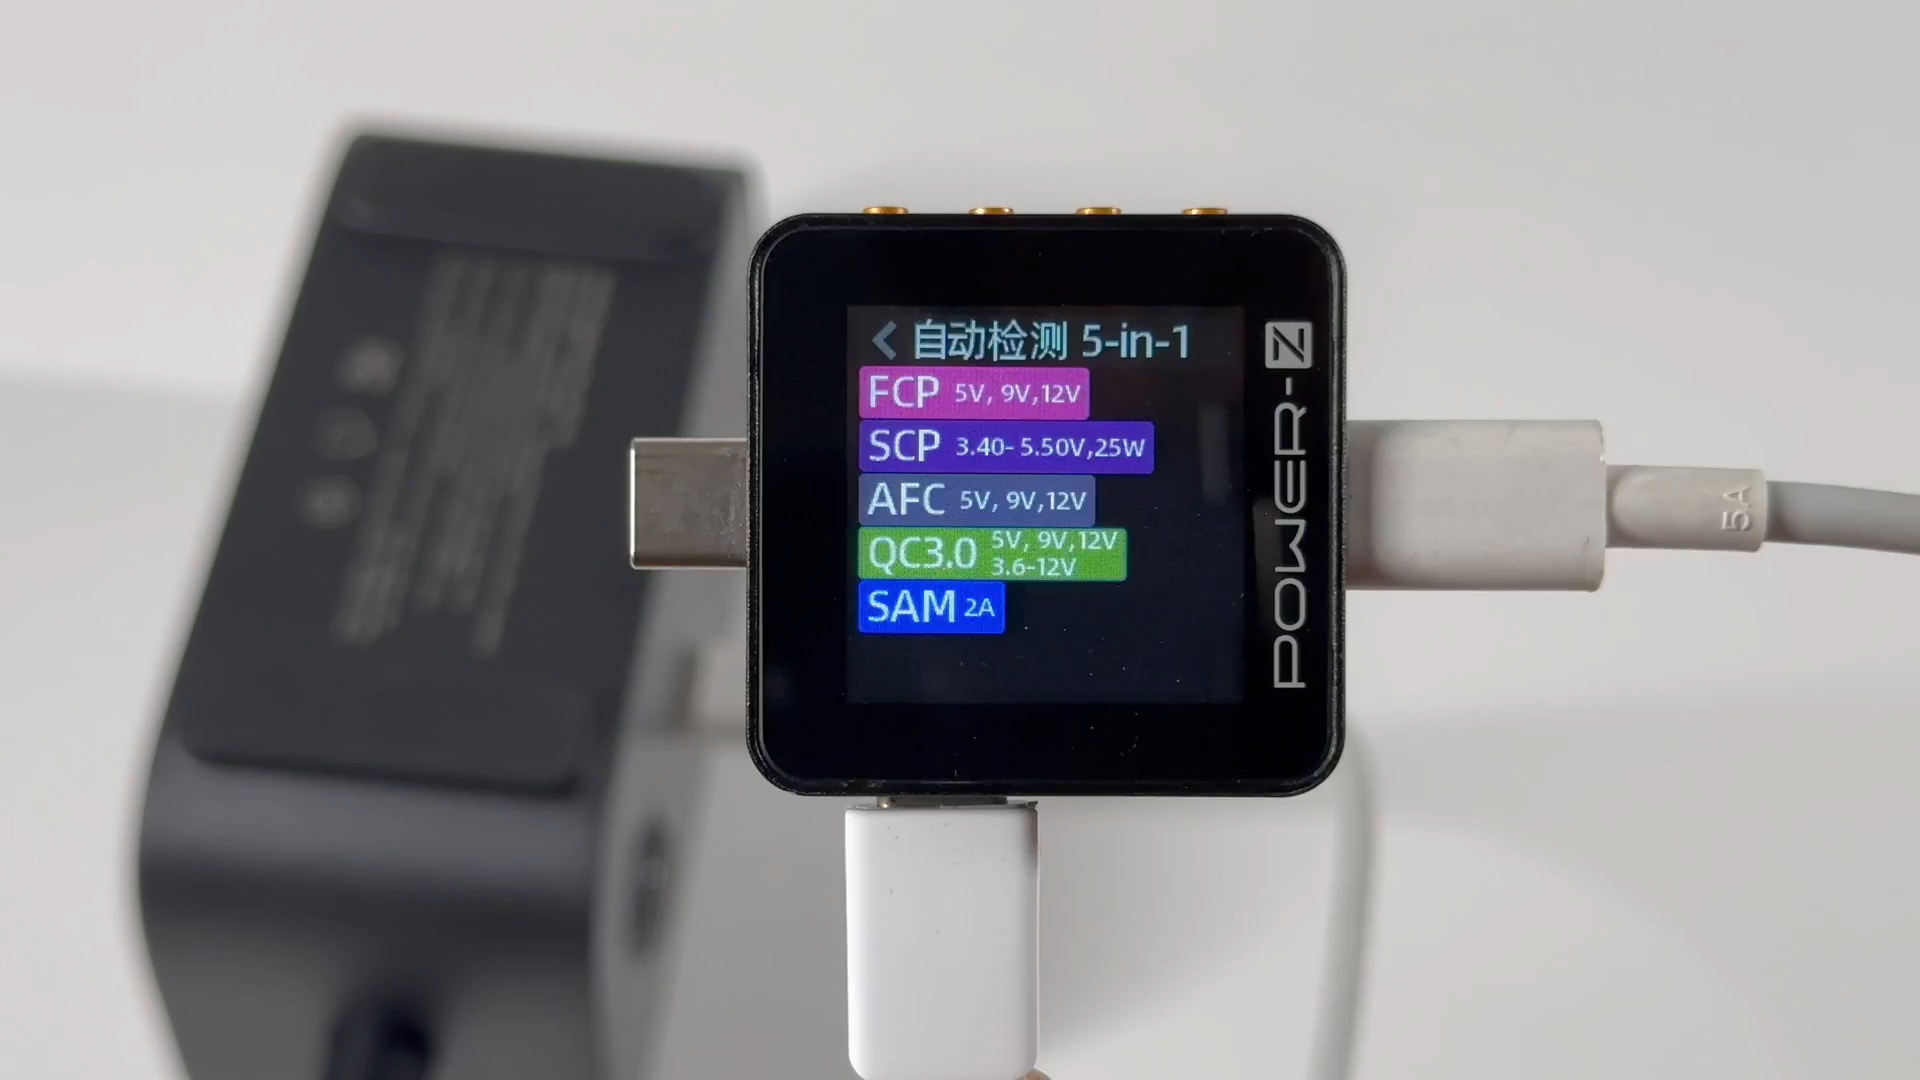 自动检测 5-in-1
FCP 5V, 9V,12V
SCP 3.40- 5.50V,25W
AFC 5V, 9V,12V
QC3.0 5V, 9V,12V
3.6-12V
SAM 2A
POWER-Z
5A